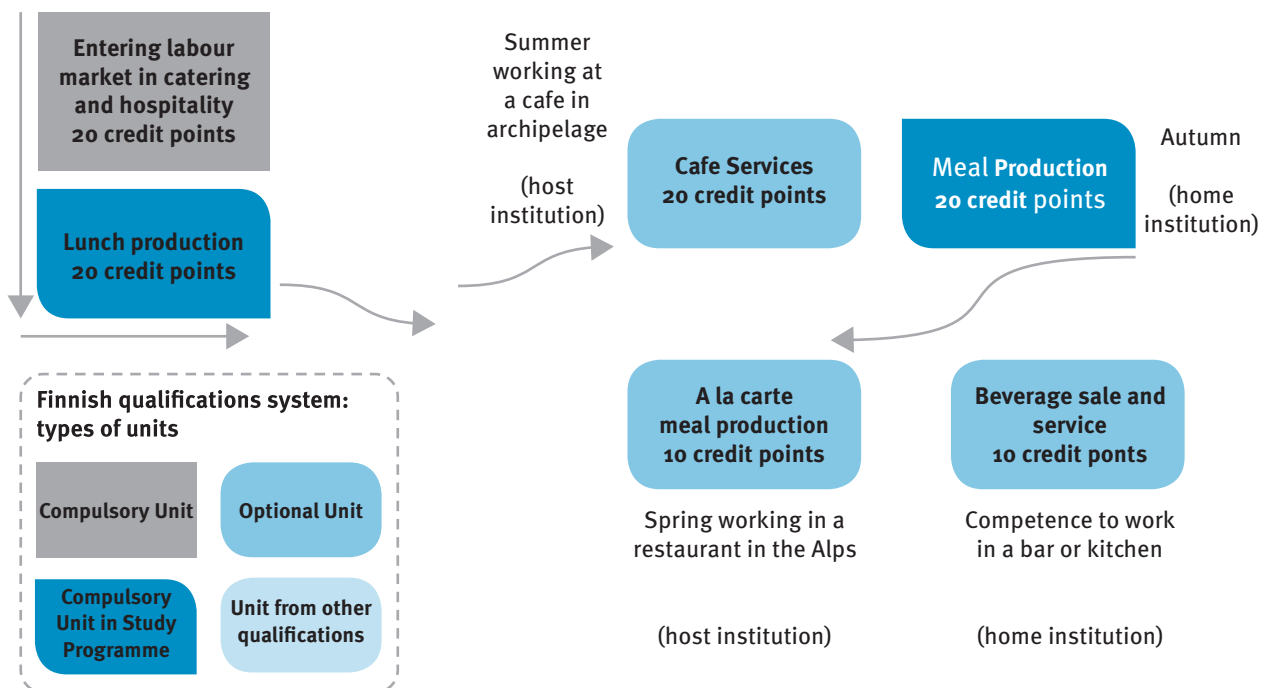 Entering labour
market in catering
and hospitality
20 credit points
Lunch production
20 credit points
Summer
working at
a cafe in
archipelage
(host
institution)
Cafe Services
20 credit points
Meal Production
20 credit points
Autumn
(home
institution)
A la carte
meal production
10 credit points
Spring working in a
restaurant in the Alps
(host institution)
Beverage sale and
service
10 credit ponts
Competence to work
in a bar or kitchen
(home institution)
Finnish qualifications system:
types of units
Compulsory Unit
Optional Unit
Compulsory
Unit in Study
Programme
Unit from other
qualifications